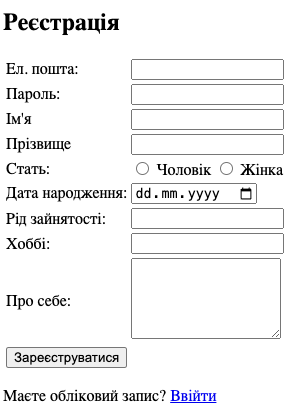 Реєстрація
Ел. пошта:
Пароль:
Ім'я
Прізвище
Стать: Чоловік Жінка
Дата народження: dd.mm.yyyy
Рід зайнятості:
Хоббі:
Про себе:
Зареєструватися
Маєте обліковий запис? Ввійти